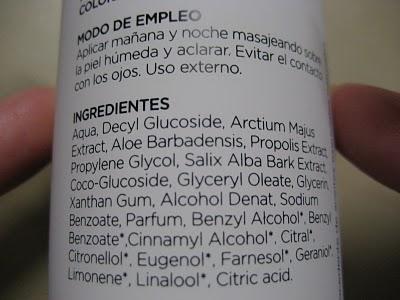 MODO DE EMPLEO
Aplicar mañana y noche masajeando sobre
la piel húmeda y aclarar. Evitar el contacto
con los ojos. Uso externo.
INGREDIENTES
Aqua, Decyl Glucoside, Arctium Majus
Extract, Aloe Barbadensis, Propolis Extract,
Propylene Glycol, Salix Alba Bark Extract,
Coco-Glucoside, Glyceryl Oleate, Glycerin,
Xanthan Gum, Alcohol Denat, Sodium
Benzoate, Parfum, Benzyl Alcohol*, Benzyl
Benzoate*,Cinnamyl Alcohol*, Citral*,
Citronellol*, Eugenol*, Farnesol*, Geraniol*,
Limonene*, Linalool*, Citric acid.